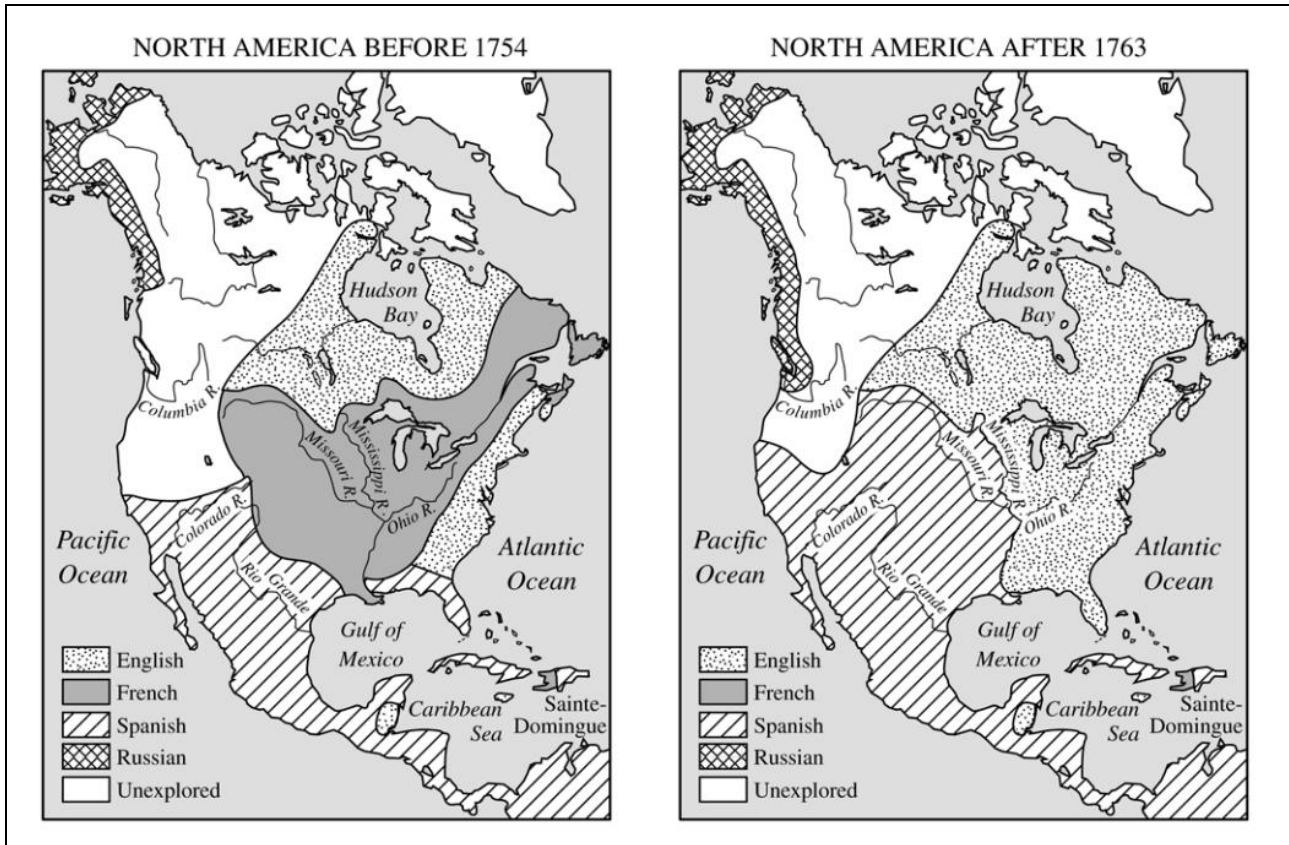 NORTH AMERICA BEFORE 1754
Hudson
Bay
Columbia R.
Missouri R.
Mississippi R.
Ohio R.
Colorado R.
Rio Grande
Pacific
Ocean
Atlantic
Ocean
Gulf of
Mexico
Caribbean
Sea
Sainte-
Domingue
English
French
Spanish
Russian
Unexplored
NORTH AMERICA AFTER 1763
Hudson
Bay
Columbia R.
Missouri R.
Mississippi R.
Ohio R.
Colorado R.
Rio Grande
Pacific
Ocean
Atlantic
Ocean
Gulf of
Mexico
Caribbean
Sea
Sainte-
Domingue
English
French
Spanish
Russian
Unexplored